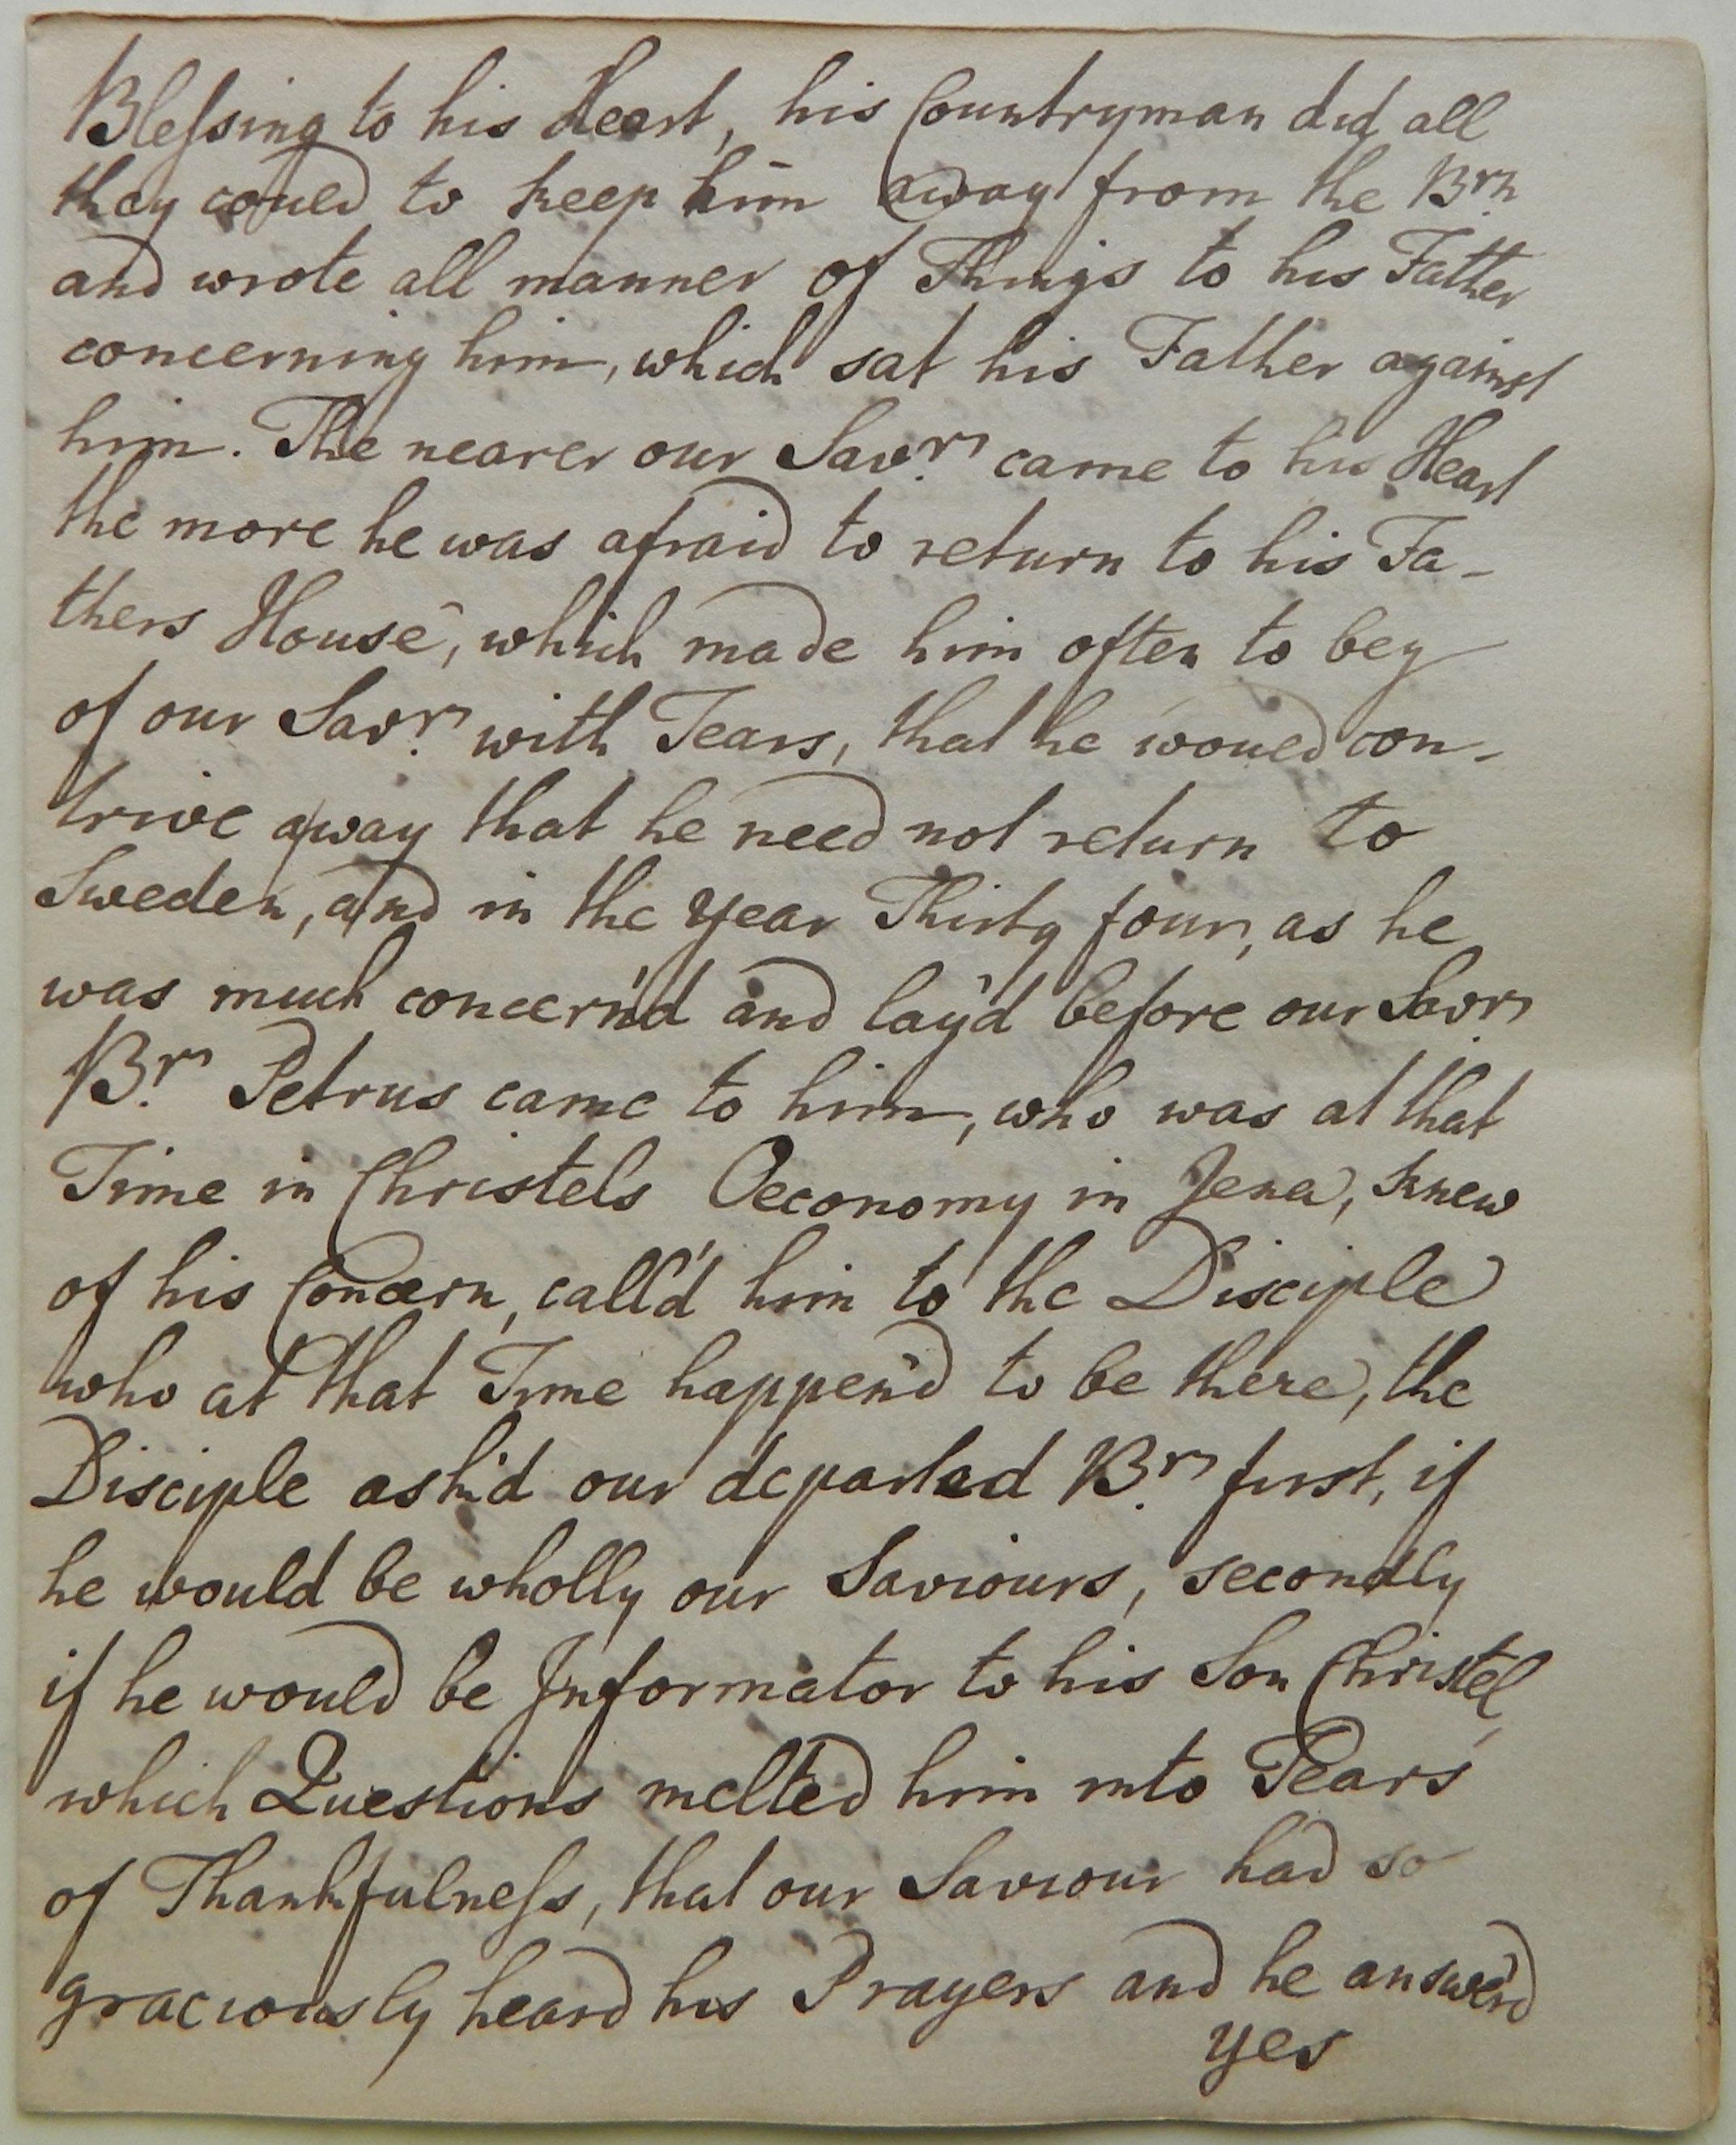 Blessing to his Heart, his Countryman did all
they could to keep him away from the Brn
and wrote all manner of Things to his Father
concerning him, which sat his Father against
him. The nearer our Savr. came to his Heart
the more he was afraid to return to his Fa-
thers House, which made him often to beg
of our Savr. with Tears, that he would con-
trive away that he need not return to
Sweden, and in the year Thirty four, as he
was much concern'd and lay'd before our Savr.
Br. Petrus came to him, who was at that
Time in Christels Oeconomy in Jena, knew
of his Concern, call'd him to the Disciple
who at that Time happen'd to be there, the
Disciple ask'd our departed Br. first, if
he would be wholly our Saviours, secondly
if he would be Informator to his Son Christel,
which Questions melted him into Tears
of Thankfulness, that our Saviour had so
graciously heard his Prayers and he answer'd
yes